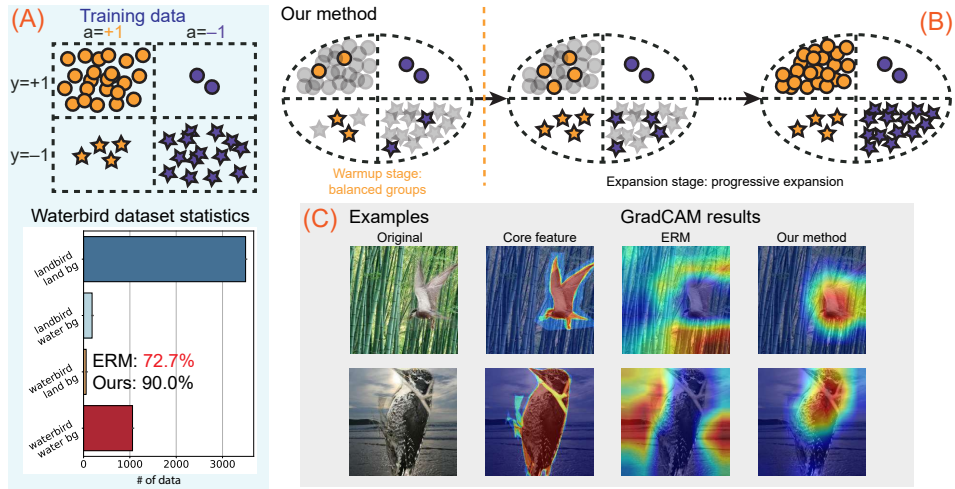 (A)
Training data
a=+1
a=−1
y=+1
y=−1
Waterbird dataset statistics
landbird
land bg
landbird
water bg
waterbird
land bg
waterbird
water bg
ERM: 72.7%
Ours: 90.0%
0
1000
2000
3000
# of data
Our method
(B)
Warmup stage:
balanced groups
Expansion stage: progressive expansion
(C)
Examples
GradCAM results
Original
Core feature
ERM
Our method